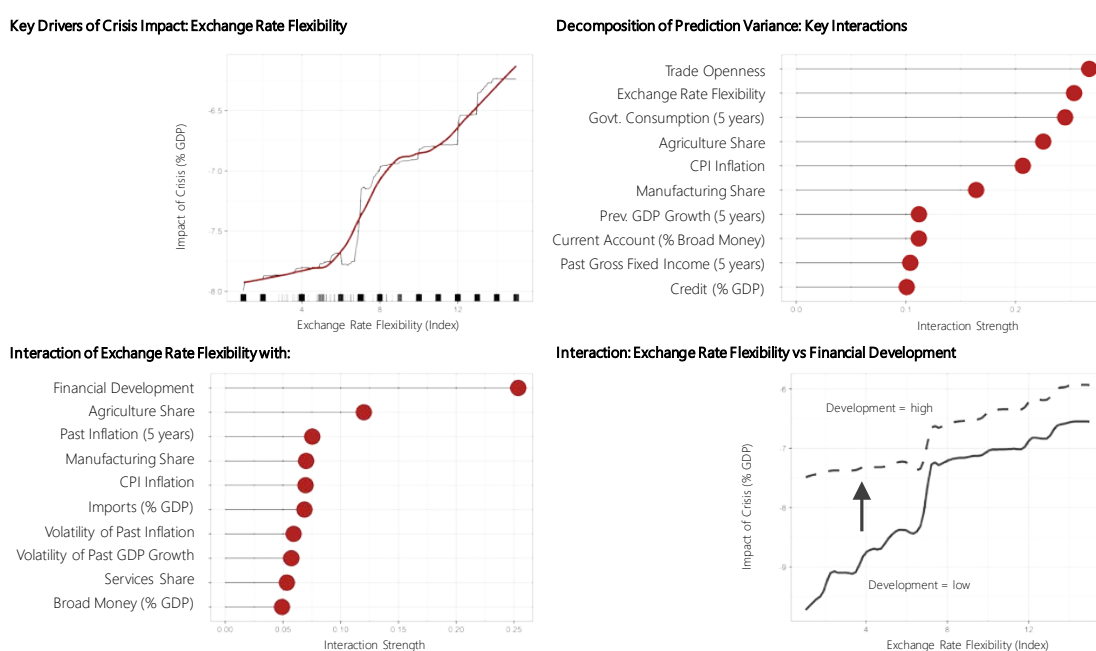 Key Drivers of Crisis Impact: Exchange Rate Flexibility
Impact of Crisis (% GDP)
-6.5
-7.0
-7.5
-8.0
4
8
12
Exchange Rate Flexibility (Index)
Decomposition of Prediction Variance: Key Interactions
Trade Openness
Exchange Rate Flexibility
Govt. Consumption (5 years)
Agriculture Share
CPI Inflation
Manufacturing Share
Prev. GDP Growth (5 years)
Current Account (% Broad Money)
Past Gross Fixed Income (5 years)
Credit (% GDP)
0.0
0.1
0.2
Interaction Strength
Interaction of Exchange Rate Flexibility with:
Financial Development
Agriculture Share
Past Inflation (5 years)
Manufacturing Share
CPI Inflation
Imports (% GDP)
Volatility of Past Inflation
Volatility of Past GDP Growth
Services Share
Broad Money (% GDP)
0.00
0.05
0.10
0.15
0.20
0.25
Interaction Strength
Interaction: Exchange Rate Flexibility vs Financial Development
Impact of Crisis (% GDP)
-6
-7
-8
-9
Development = high
Development = low
4
8
12
Exchange Rate Flexibility (Index)